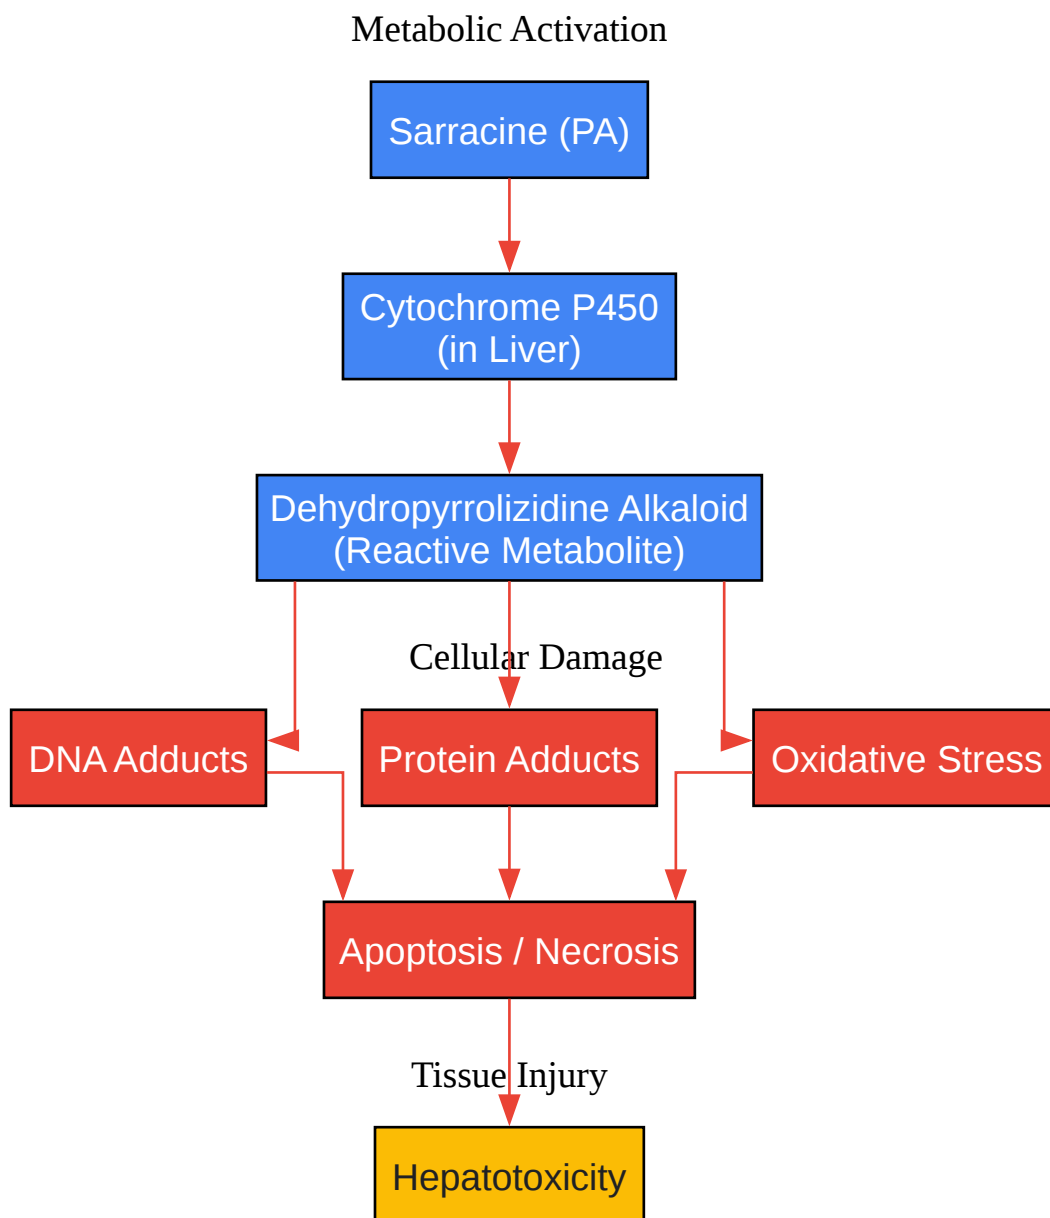 Metabolic Activation
Sarracine (PA)
Cytochrome P450
(in Liver)
Dehydropyrrolizidine Alkaloid
(Reactive Metabolite)
Cellular Damage
DNA Adducts
Protein Adducts
Oxidative Stress
Apoptosis / Necrosis
Tissue Injury
Hepatotoxicity